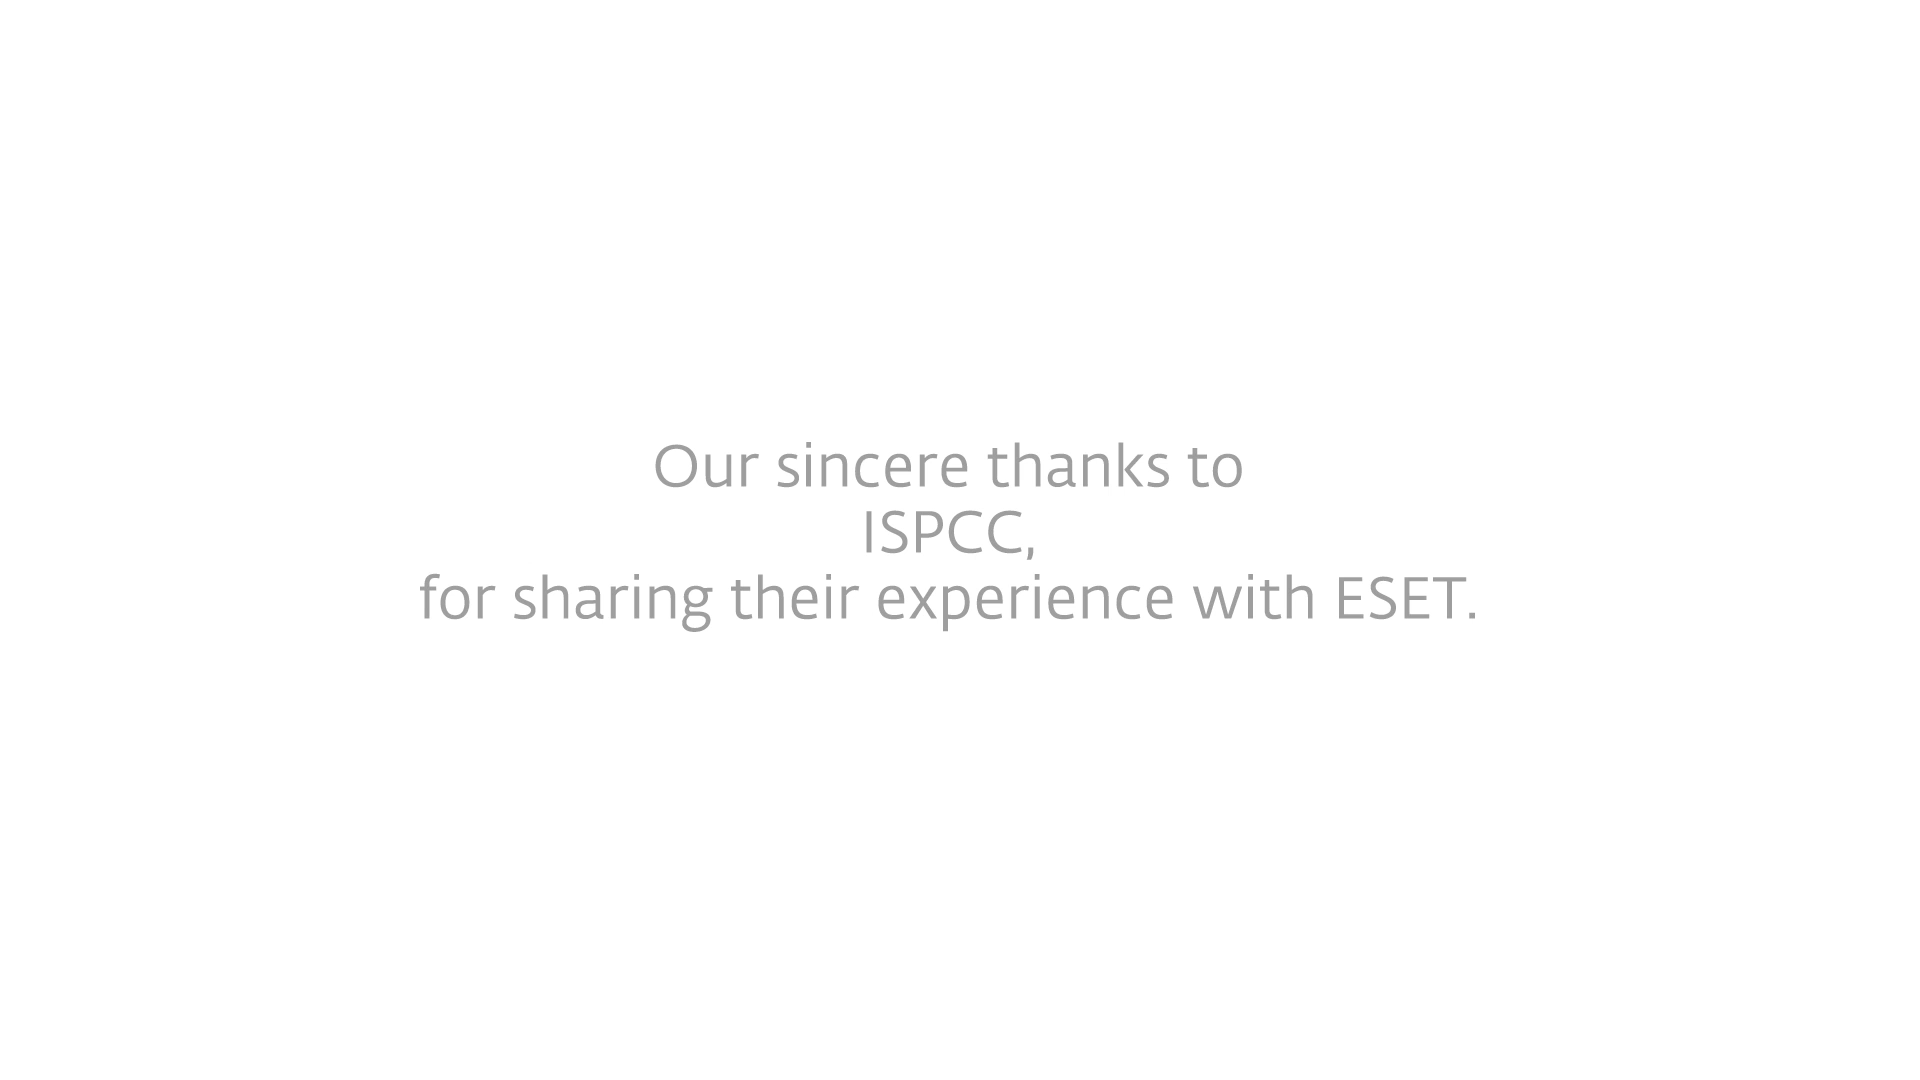 Our sincere thanks to
ISPCC,
for sharing their experience with ESET.